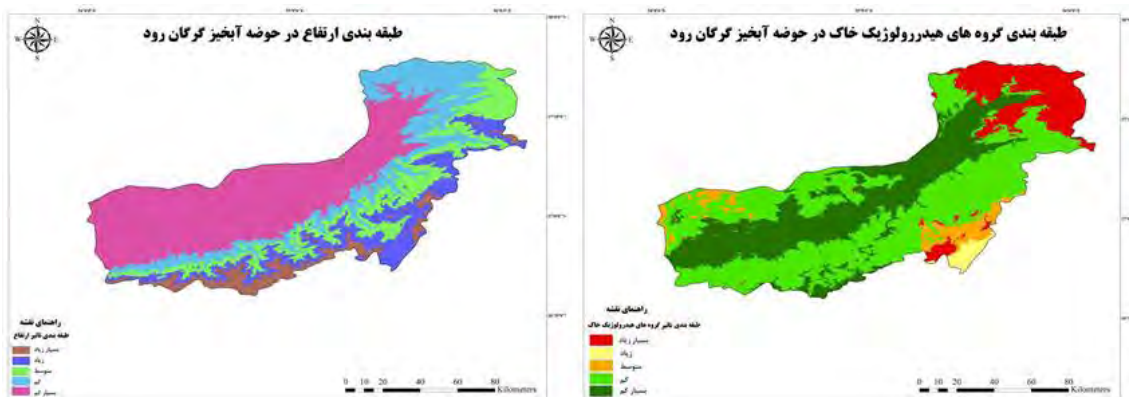 طبقه بندی ارتفاع در حوضه آبخیز گرگان رود
N
W
E
S
راهنمای نقشه
طبقه بندی تاثیر ارتفاع
بسیار زیاد
زیاد
متوسط
کم
بسیار کم
0 10 20 40 60 80
Kilometers
طبقه بندی گروه های هیدررولوژیک خاک در حوضه آبخیز گرگان رود
N
W
E
S
راهنمای نقشه
طبقه بندی تاثیر گروه های هیدرولوژیک خاک
بسیار زیاد
زیاد
متوسط
کم
بسیار کم
0 10 20 40 60 80
Kilometers